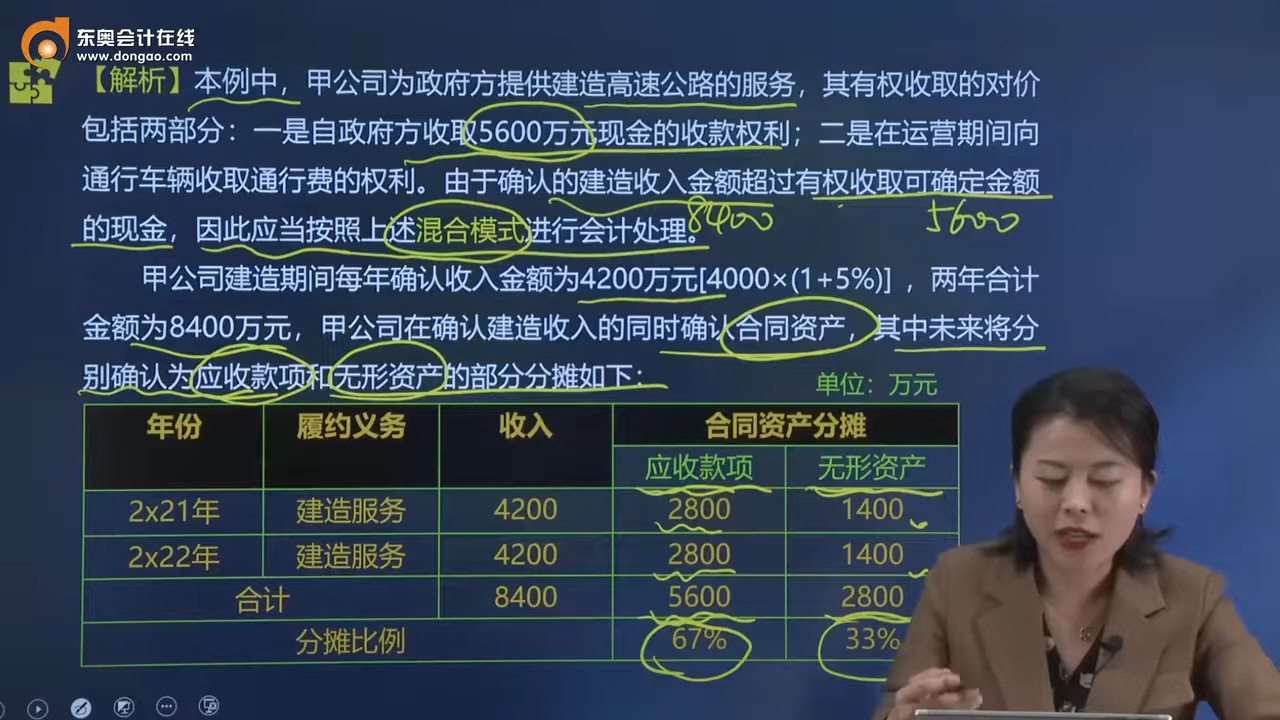 东奥会计在线
www.dongao.com
【解析】本例中，甲公司为政府方提供建造高速公路的服务，其有权收取的对价
包括两部分：一是自政府方收取5600万元现金的收款权利；二是在运营期间向
通行车辆收取通行费的权利。由于确认的建造收入金额超过有权收取可确定金额
的现金，因此应当按照上述混合模式进行会计处理。
8400
5600
甲公司建造期间每年确认收入金额为4200万元[4000×(1+5%)]，两年合计
金额为8400万元，甲公司在确认建造收入的同时确认合同资产，其中未来将分
别确认为应收款项和无形资产的部分分摊如下：
单位：万元
年份 履约义务 收入 合同资产分摊
应收款项 无形资产
2x21年 建造服务 4200 2800 1400
2x22年 建造服务 4200 2800 1400
合计 8400 5600 2800
分摊比例 67% 33%